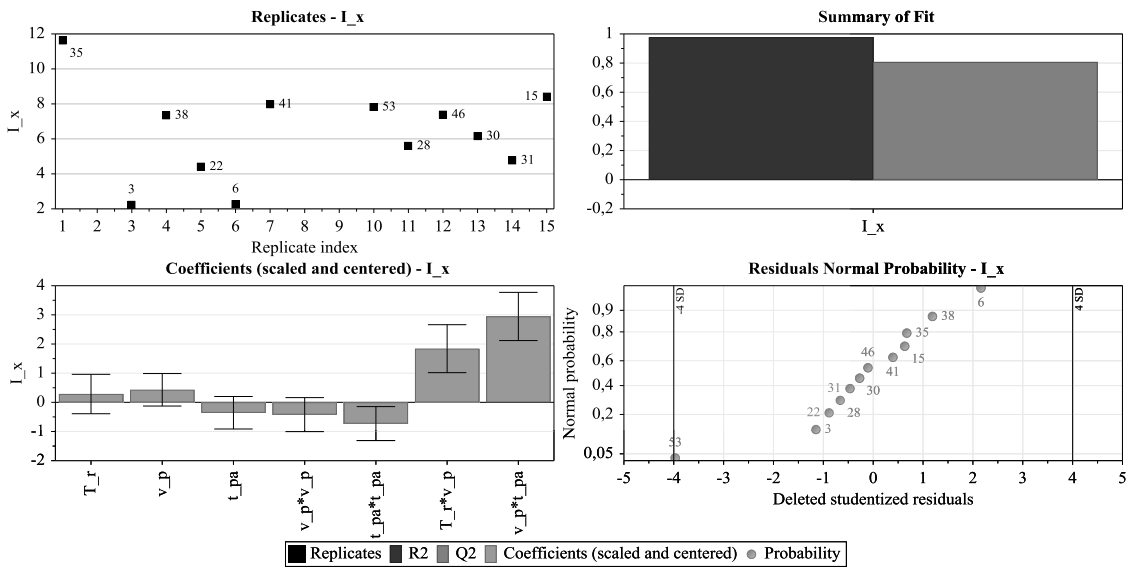 Replicates - I_x
I_x
12
10
8
6
4
2
35
3
38
22
6
41
53
28
46
30
31
15
1 2 3 4 5 6 7 8 9 10 11 12 13 14 15
Replicate index
Summary of Fit
1
0,8
0,6
0,4
0,2
0
-0,2
I_x
Coefficients (scaled and centered) - I_x
I_x
4
3
2
1
0
-1
-2
T_r
v_p
t_pa
v_p*v_p
t_pa*t_pa
T_r*v_p
v_p*t_pa
Residuals Normal Probability - I_x
Normal probability
0,9
0,8
0,6
0,4
0,2
0,05
-4 SD
4 SD
6
38
35
15
41
46
30
31
28
22
3
53
-5 -4 -3 -2 -1 0 1 2 3 4 5
Deleted studentized residuals
Replicates R2 Q2 Coefficients (scaled and centered) Probability